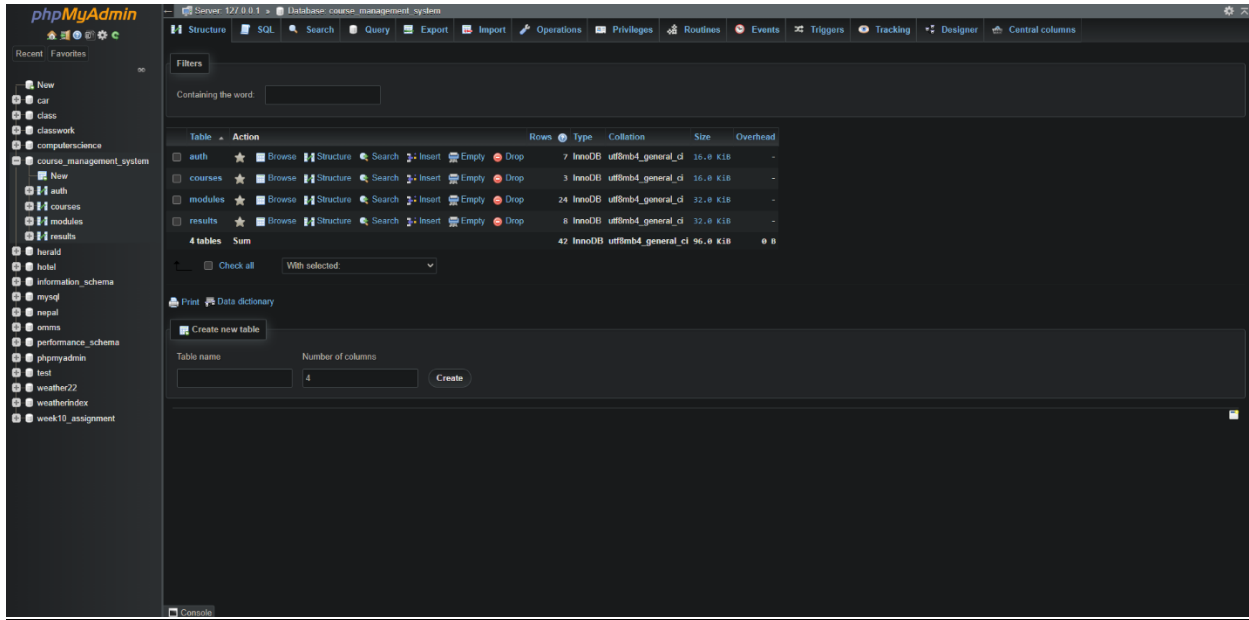 phpMyAdmin
Recent Favorites
New
car
class
classwork
computerscience
course_management_system
New
auth
courses
modules
results
herald
hotel
information_schema
mysql
nepal
omms
performance_schema
phpmyadmin
test
weather22
weatherindex
week10_assignment
Server: 127.0.0.1 » Database: course_management_system
Structure SQL Search Query Export Import Operations Privileges Routines Events Triggers Tracking Designer Central columns
Filters
Containing the word:
Table Action Rows Type Collation Size Overhead
auth Browse Structure Search Insert Empty Drop 7 InnoDB utf8mb4_general_ci 16.0 KiB -
courses Browse Structure Search Insert Empty Drop 3 InnoDB utf8mb4_general_ci 16.0 KiB -
modules Browse Structure Search Insert Empty Drop 24 InnoDB utf8mb4_general_ci 32.0 KiB -
results Browse Structure Search Insert Empty Drop 8 InnoDB utf8mb4_general_ci 32.0 KiB -
4 tables Sum 42 InnoDB utf8mb4_general_ci 96.0 KiB 0 B
Check all With selected:
Print Data dictionary
Create new table
Table name Number of columns
4 Create
Console